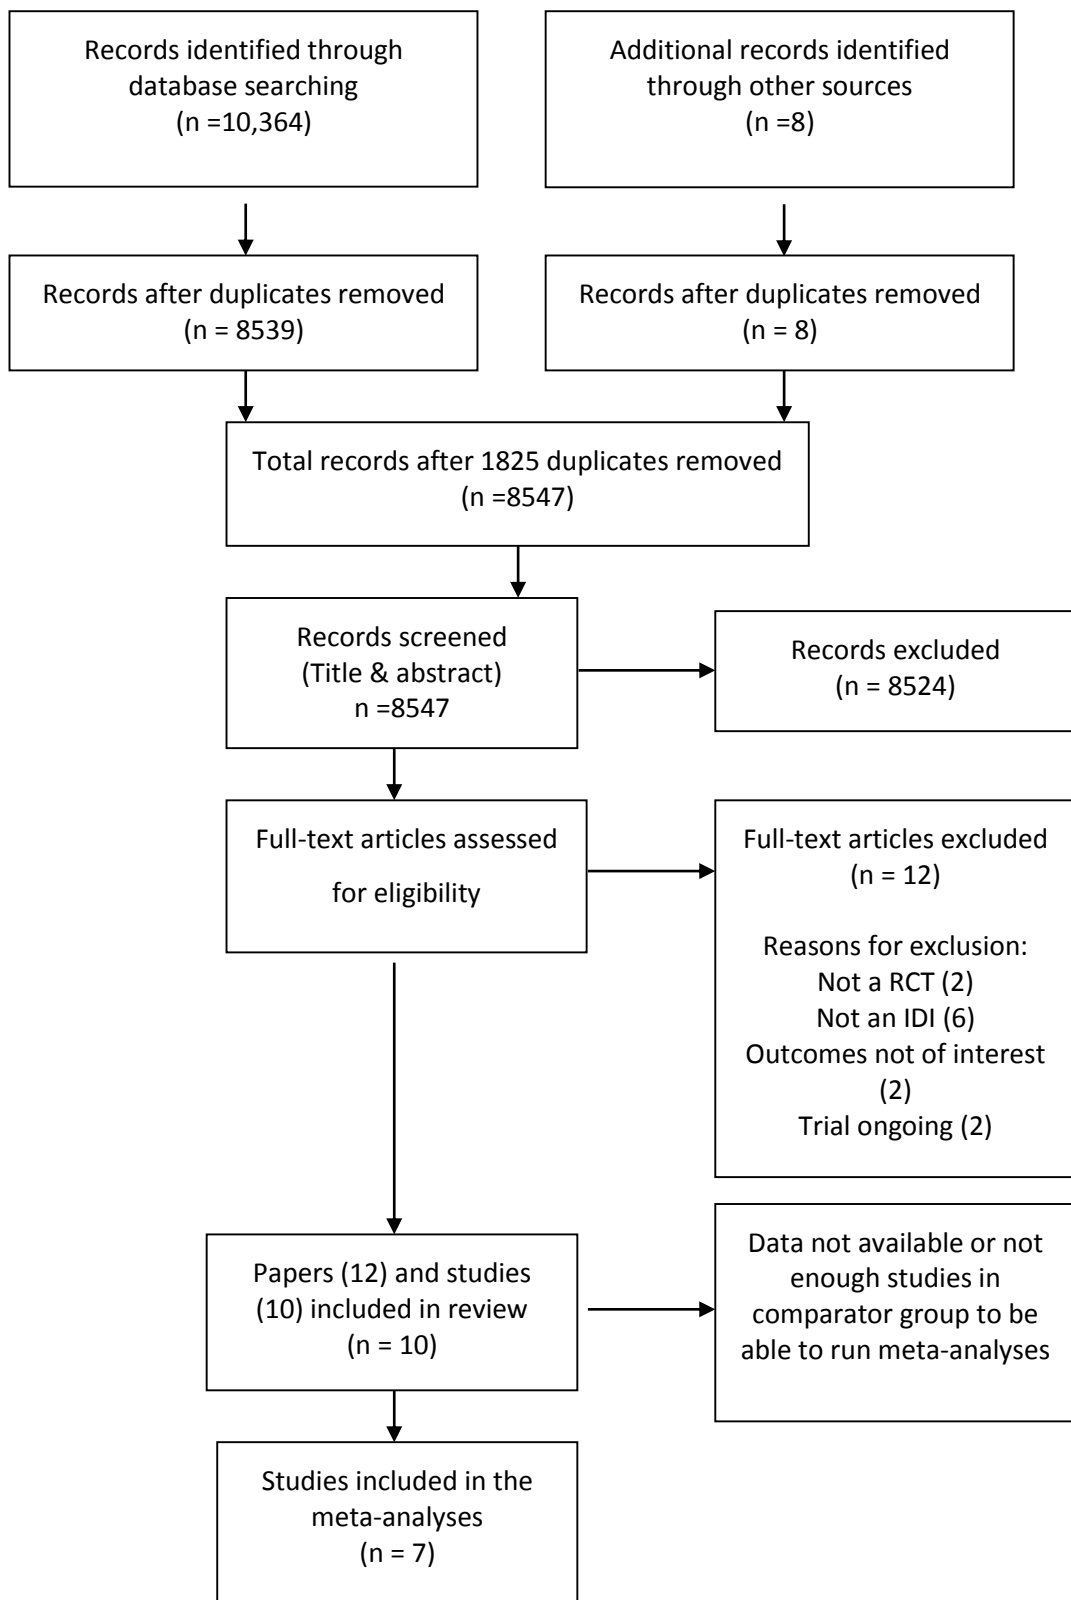 Records identified through
database searching
(n =10,364)
Additional records identified
through other sources
(n =8)
Records after duplicates removed
(n = 8539)
Records after duplicates removed
(n = 8)
Total records after 1825 duplicates removed
(n =8547)
Records screened
(Title & abstract)
n =8547
Records excluded
(n = 8524)
Full-text articles assessed
for eligibility
Full-text articles excluded
(n = 12)
Reasons for exclusion:
Not a RCT (2)
Not an IDI (6)
Outcomes not of interest
(2)
Trial ongoing (2)
Papers (12) and studies
(10) included in review
(n = 10)
Data not available or not
enough studies in
comparator group to be
able to run meta-analyses
Studies included in the
meta-analyses
(n = 7)